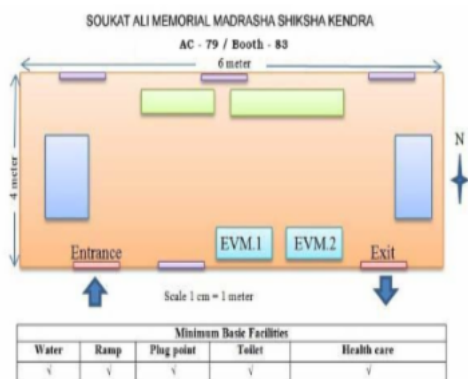 SOUKAT ALI MEMORIAL MADRASHA SHIKSHA KENDRA
AC - 79 / Booth - 83
6 meter
4 meter
N
EVM.1 EVM.2
Entrance Exit
Scale 1 cm = 1 meter
Minimum Basic Facilities
Water Ramp Plug point Toilet Health care
√ √ √ √ √